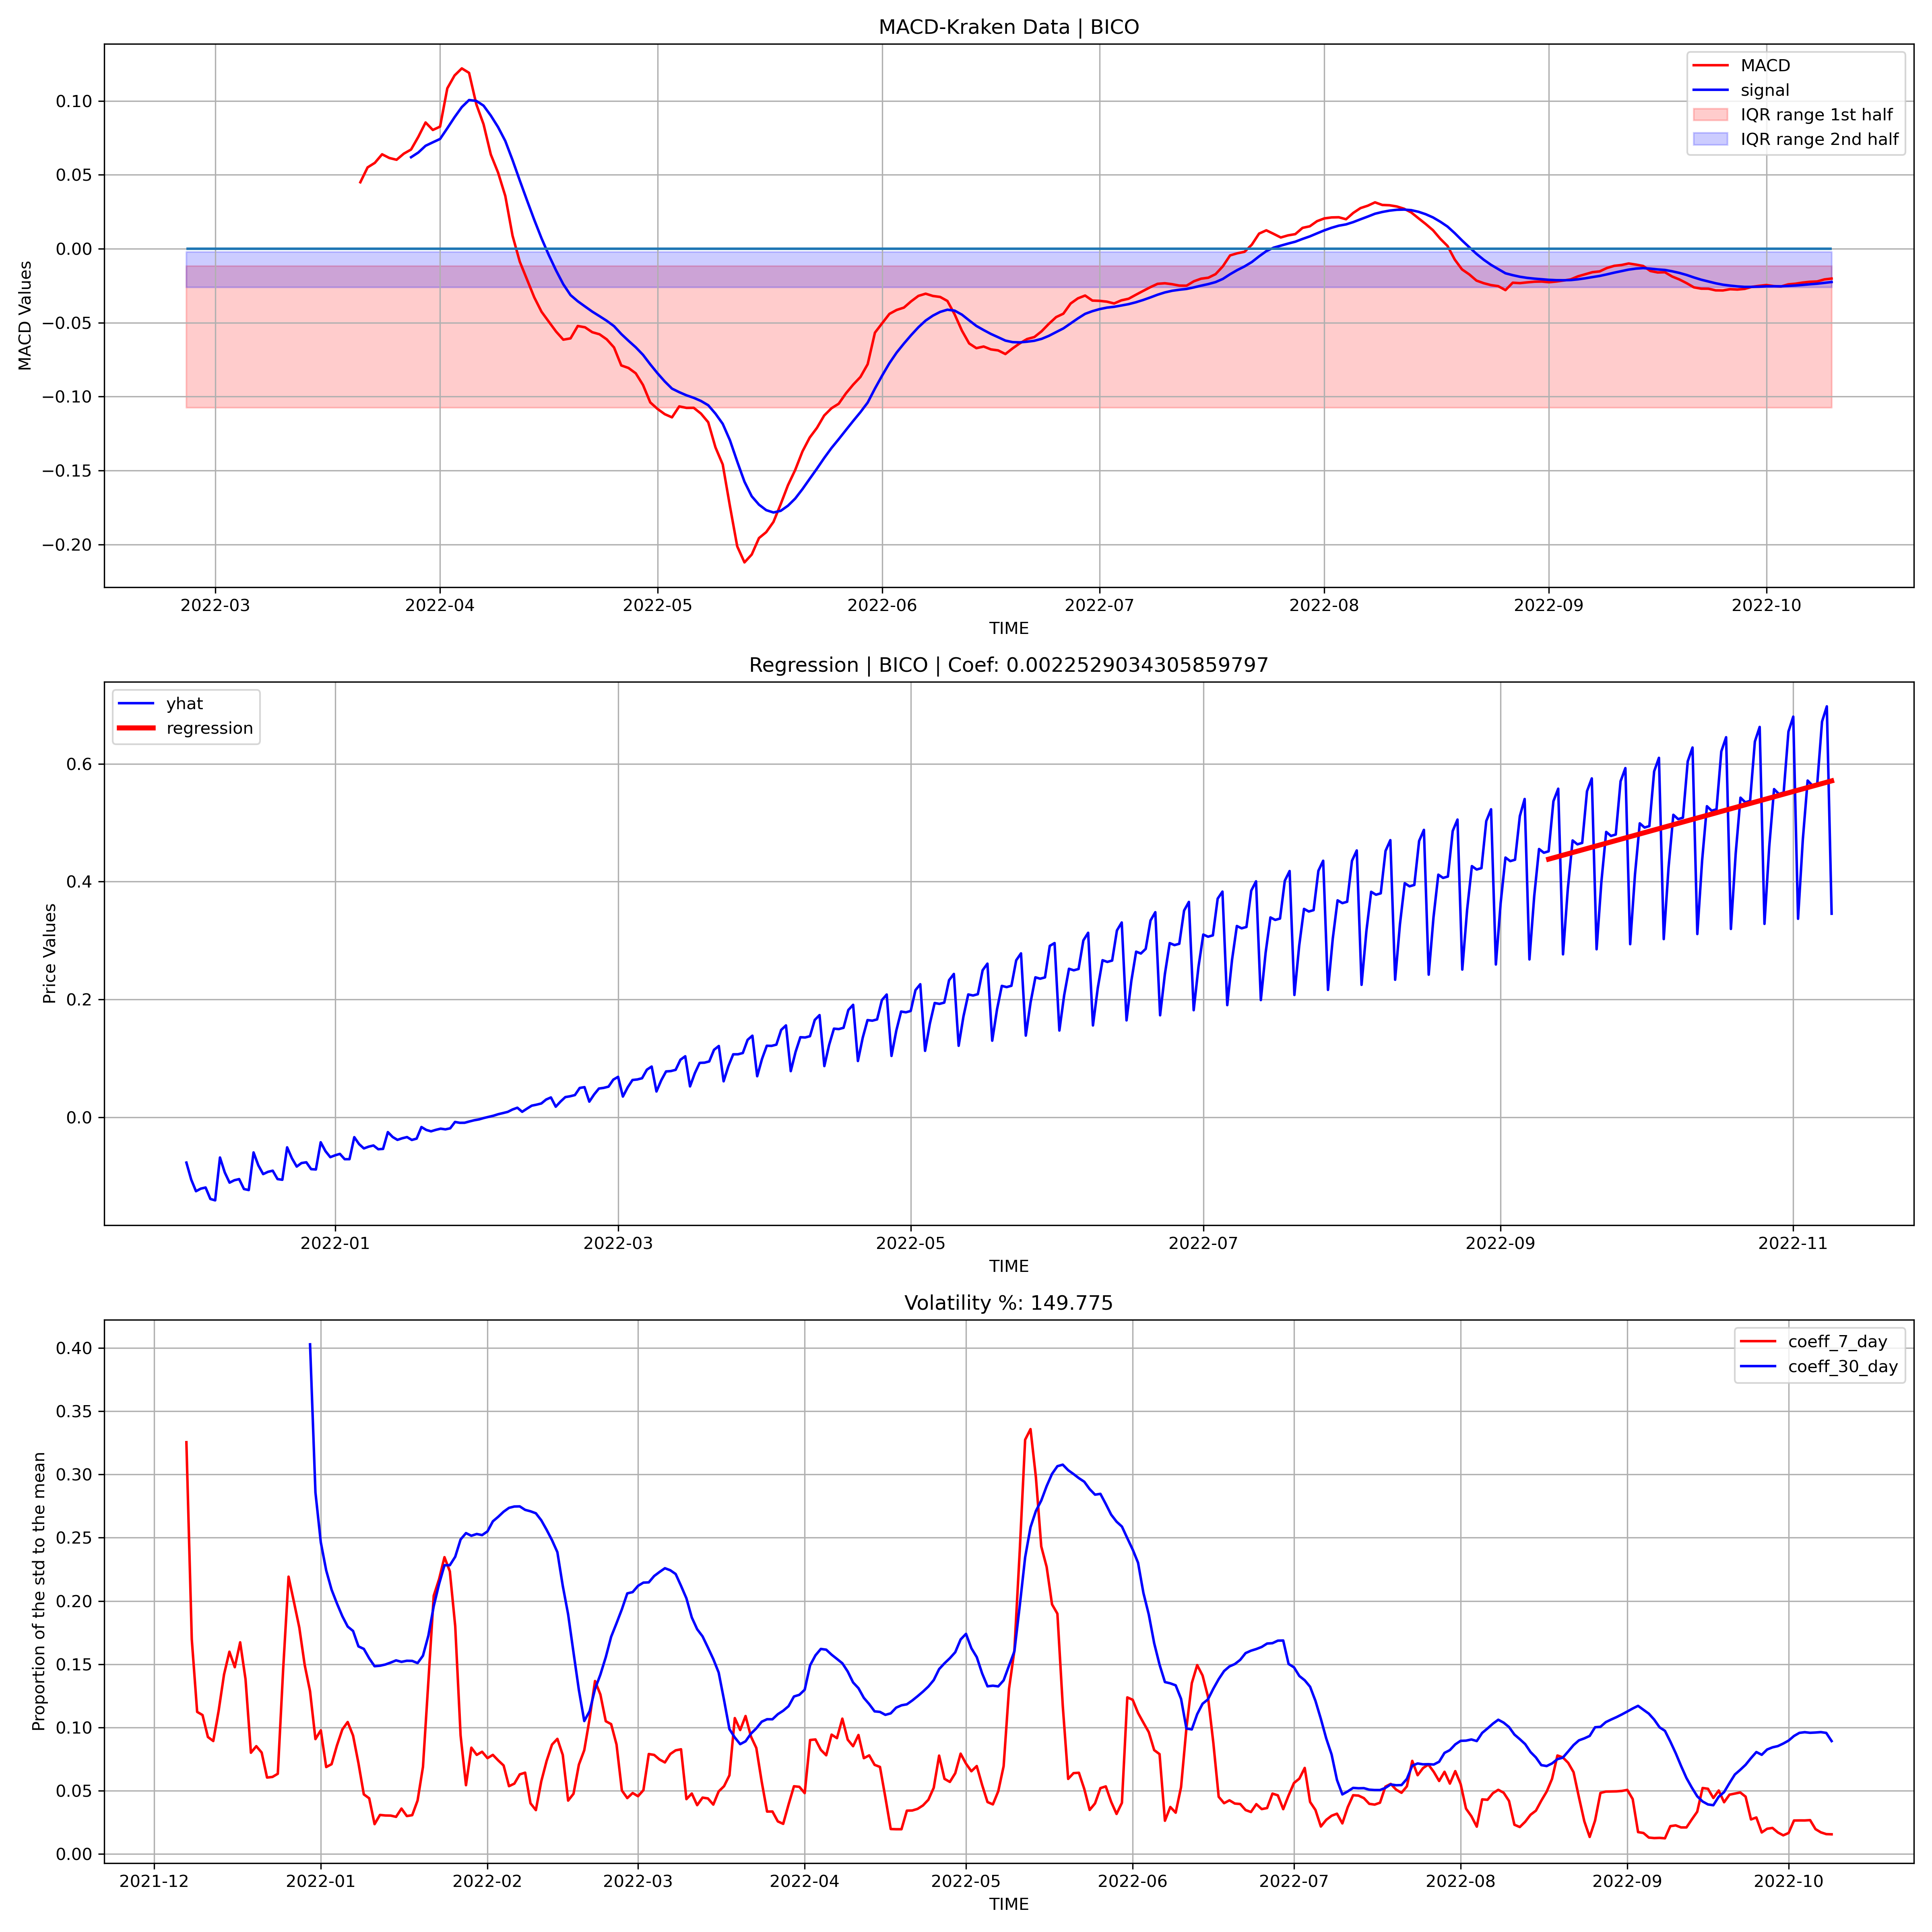 MACD-Kraken Data | BICO
MACD Values
0.10
0.05
0.00
−0.05
−0.10
−0.15
−0.20
MACD
signal
IQR range 1st half
IQR range 2nd half
2022-03 2022-04 2022-05 2022-06 2022-07 2022-08 2022-09 2022-10
TIME
Regression | BICO | Coef: 0.0022529034305859797
Price Values
0.6
0.4
0.2
0.0
yhat
regression
2022-01 2022-03 2022-05 2022-07 2022-09 2022-11
TIME
Volatility %: 149.775
Proportion of the std to the mean
0.40
0.35
0.30
0.25
0.20
0.15
0.10
0.05
0.00
coeff_7_day
coeff_30_day
2021-12 2022-01 2022-02 2022-03 2022-04 2022-05 2022-06 2022-07 2022-08 2022-09 2022-10
TIME